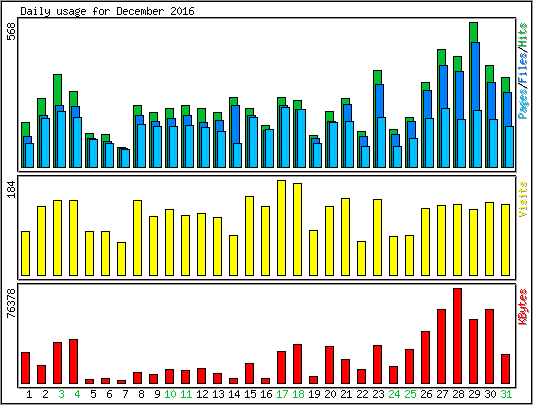 Daily usage for December 2016
568
Pages/Files/Hits
184
Visits
76378
KBytes
1 2 3 4 5 6 7 8 9 10 11 12 13 14 15 16 17 18 19 20 21 22 23 24 25 26 27 28 29 30 31